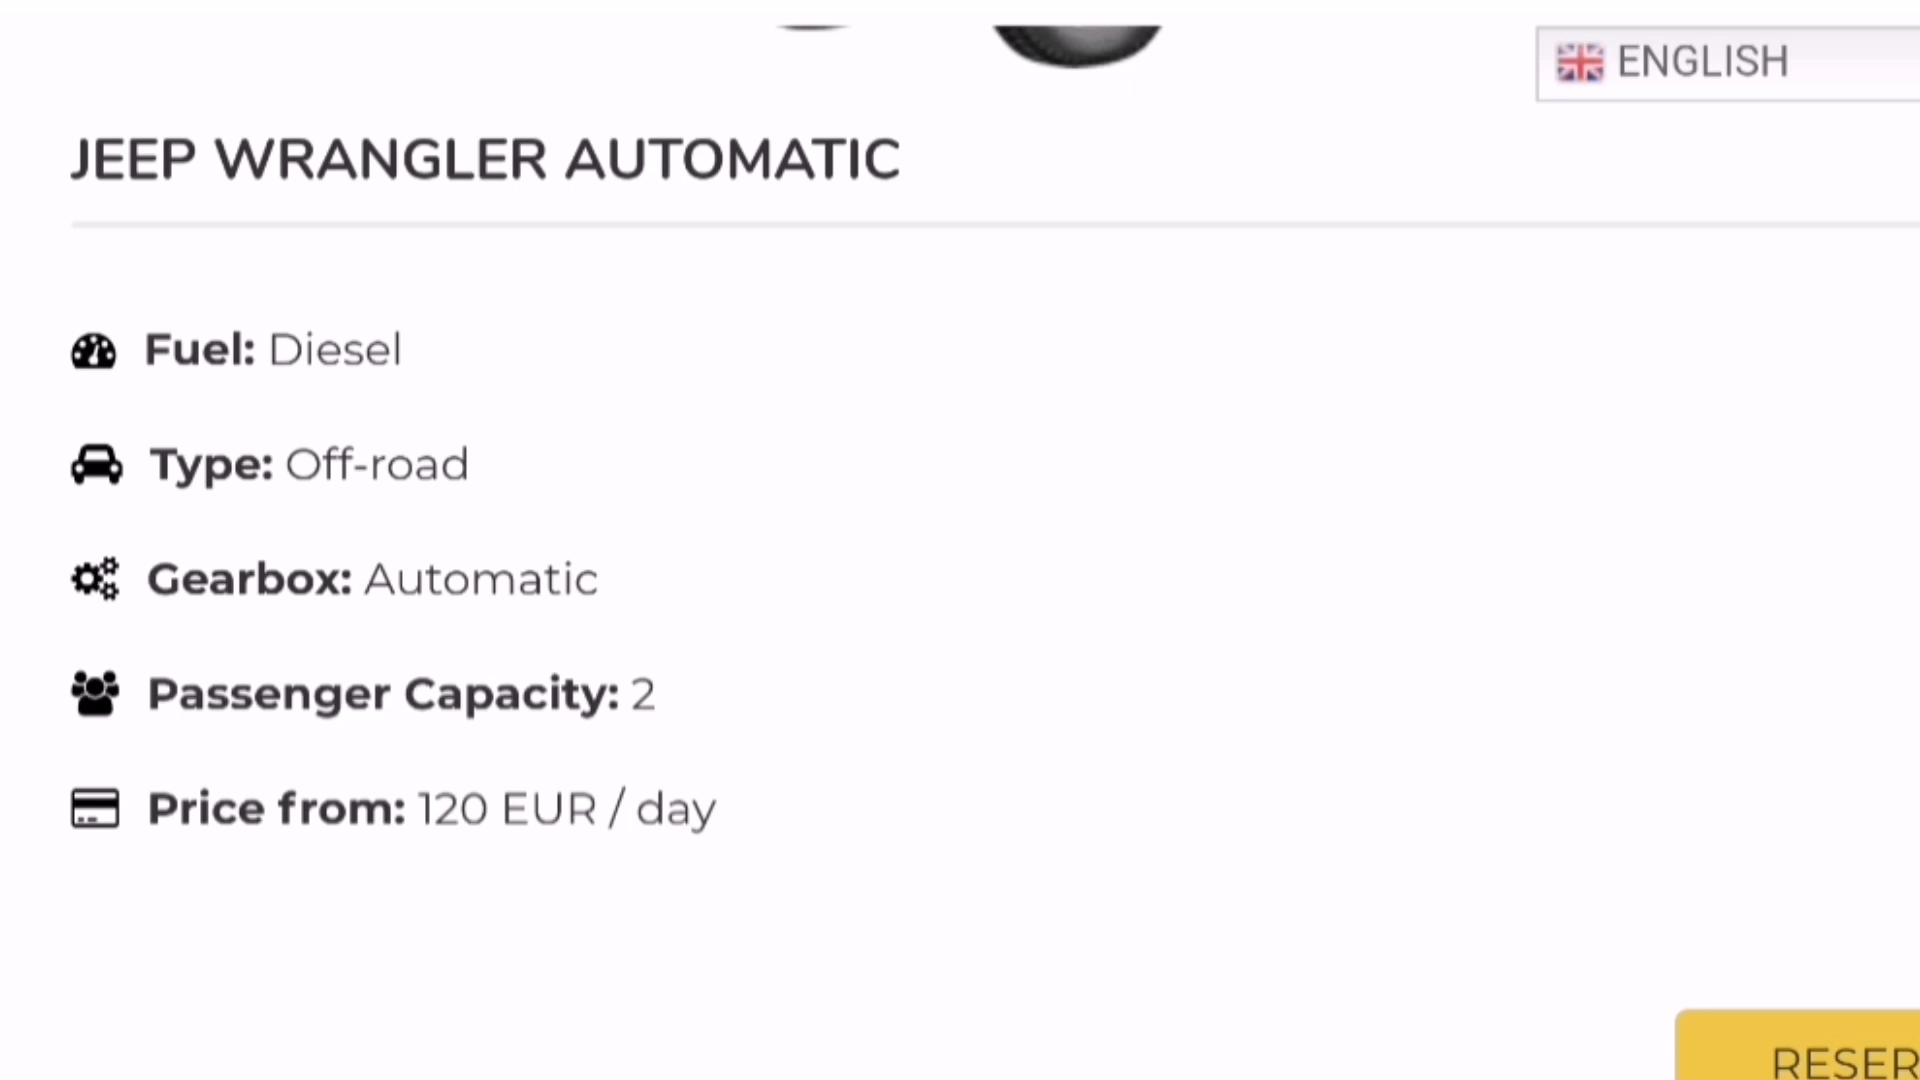 ENGLISH
JEEP WRANGLER AUTOMATIC
Fuel: Diesel
Type: Off-road
Gearbox: Automatic
Passenger Capacity: 2
Price from: 120 EUR / day
RESER